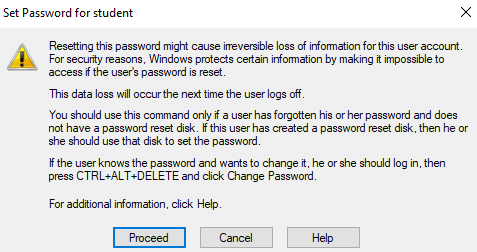 Set Password for student
Resetting this password might cause irreversible loss of information for this user account.
For security reasons, Windows protects certain information by making it impossible to
access if the user's password is reset.
This data loss will occur the next time the user logs off.
You should use this command only if a user has forgotten his or her password and does
not have a password reset disk. If this user has created a password reset disk, then he or
she should use that disk to set the password.
If the user knows the password and wants to change it, he or she should log in, then
press CTRL+ALT+DELETE and click Change Password.
For additional information, click Help.
Proceed
Cancel
Help